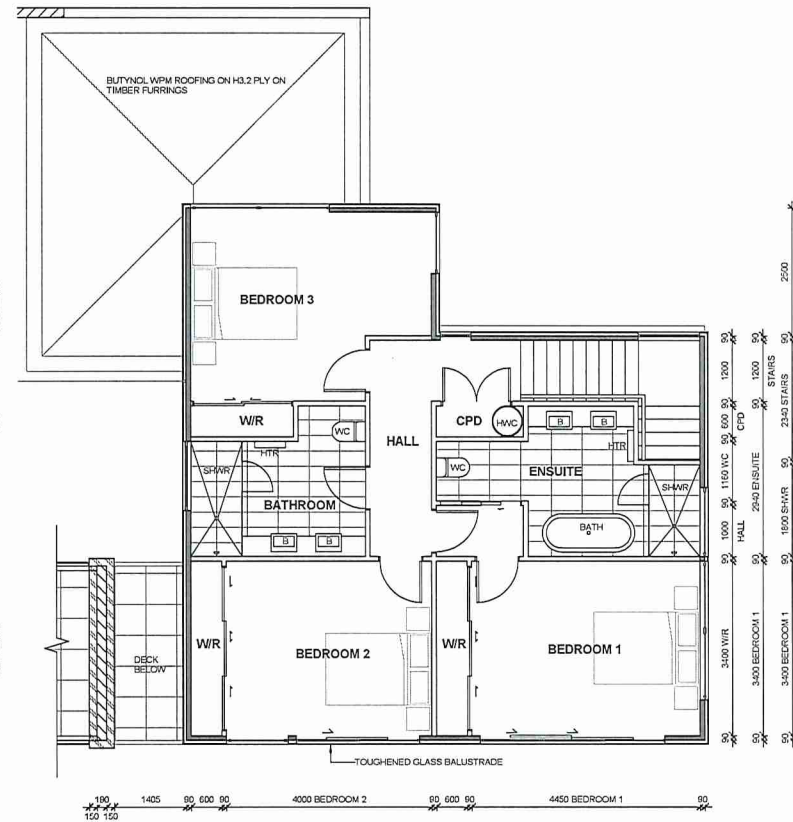 BUTYNOL WPM ROOFING ON H3.2 PLY ON
TIMBER FURRINGS
BEDROOM 3
W/R
WC
HTR
SHWR
BATHROOM
B
B
HALL
CPD
HWC
B
B
HTR
WC
ENSUITE
SHWR
BATH
W/R
BEDROOM 2
W/R
BEDROOM 1
DECK
BELOW
TOUGHENED GLASS BALUSTRADE
190
1405
90
600
90
4000 BEDROOM 2
90
600
90
4450 BEDROOM 1
90
150
150
90
1200
90
600
CPD
90
1160 WC
90
1000
HALL
90
3400 W/R
90
90
1200
STAIRS
90
2940 ENSUITE
90
3400 BEDROOM 1
90
2500
90
2340 STAIRS
90
1800 SHWR
90
3400 BEDROOM 1
90